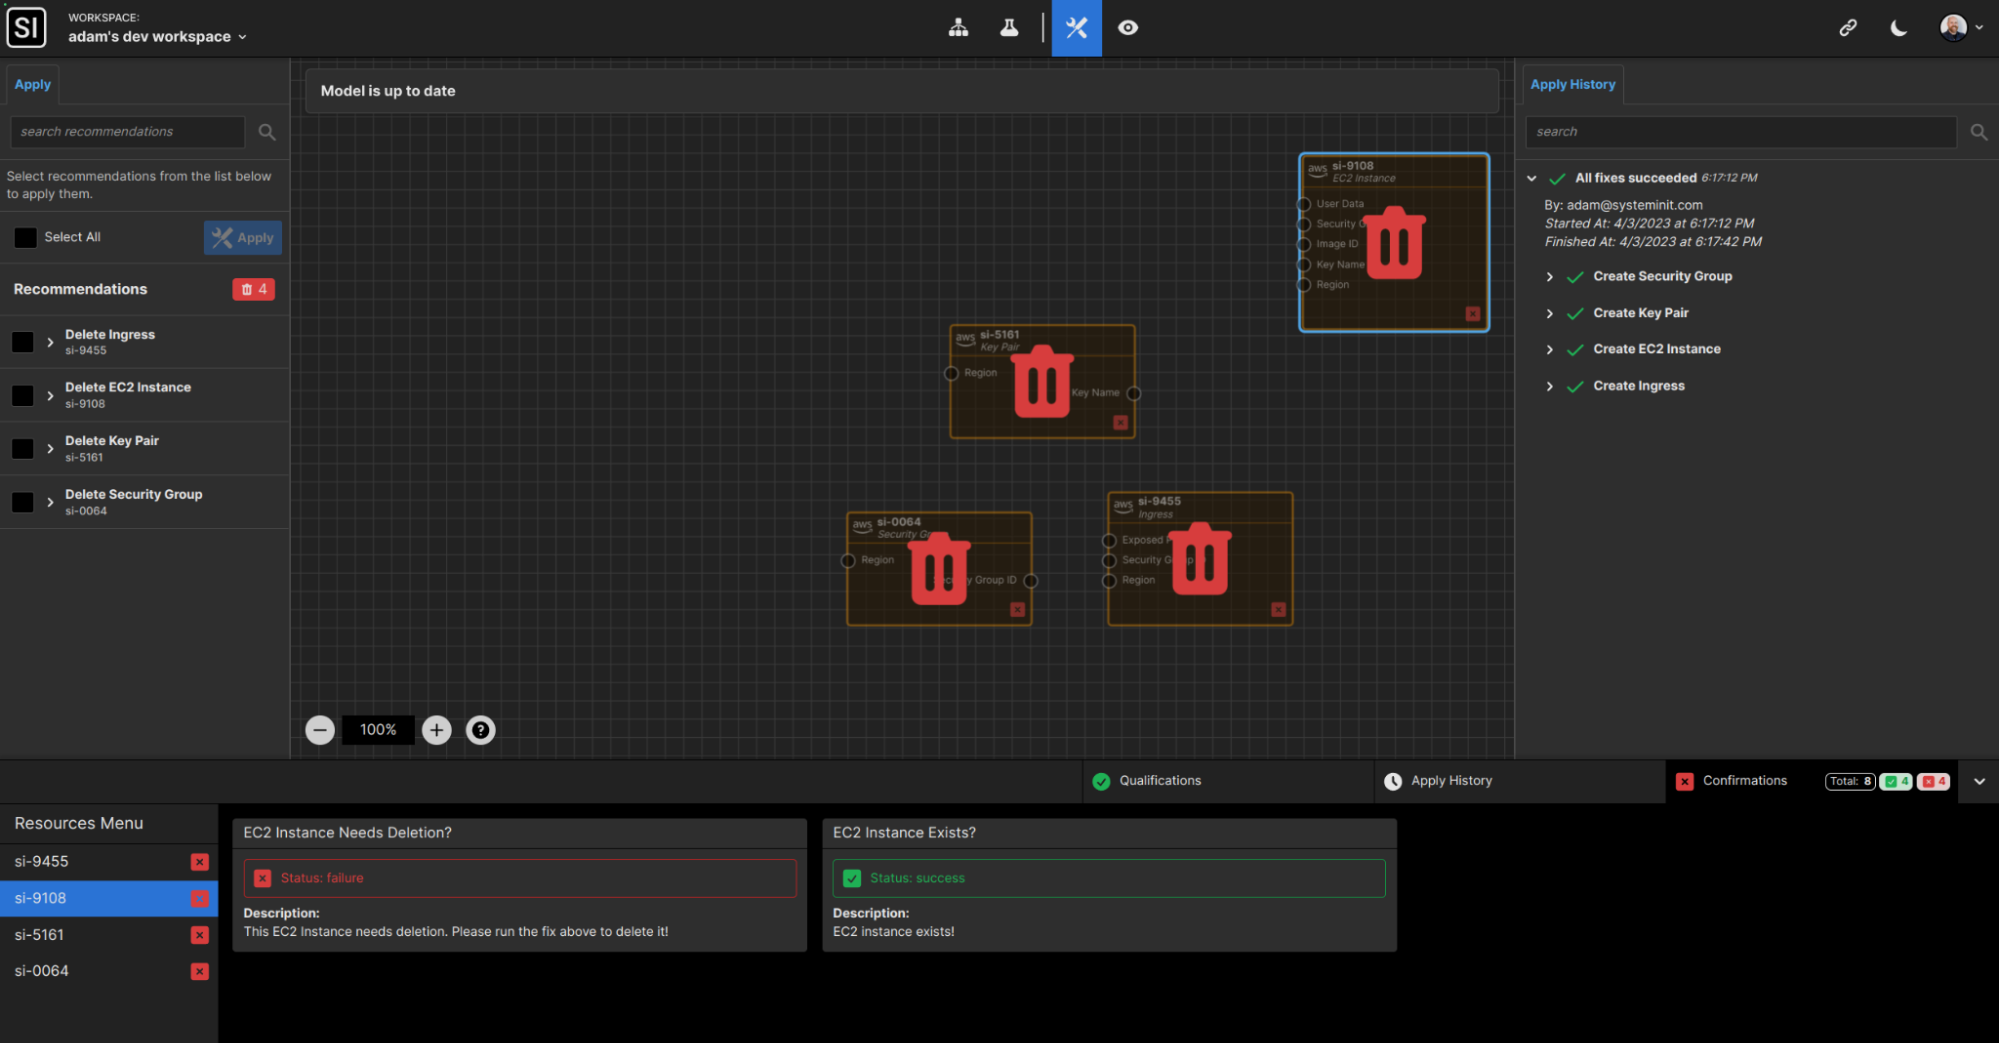 SI
WORKSPACE:
adam's dev workspace
Apply
search recommendations
Select recommendations from the list below
to apply them.
Select All
Apply
Recommendations
4
Delete Ingress
si-9455
Delete EC2 Instance
si-9108
Delete Key Pair
si-5161
Delete Security Group
si-0064
Model is up to date
aws si-9108
EC2 Instance
User Data
Security G
Image ID
Key Name
Region
aws si-5161
Key Pair
Region
Key Name
aws si-0064
Security Gr
Region
Group ID
aws si-9455
Ingress
Exposed
Security G
Region
100%
?
Apply History
search
All fixes succeeded 6:17:12 PM
By: adam@systeminit.com
Started At: 4/3/2023 at 6:17:12 PM
Finished At: 4/3/2023 at 6:17:42 PM
Create Security Group
Create Key Pair
Create EC2 Instance
Create Ingress
Qualifications
Apply History
Confirmations
Total: 8
4
4
Resources Menu
si-9455
si-9108
si-5161
si-0064
EC2 Instance Needs Deletion?
Status: failure
Description:
This EC2 Instance needs deletion. Please run the fix above to delete it!
EC2 Instance Exists?
Status: success
Description:
EC2 instance exists!